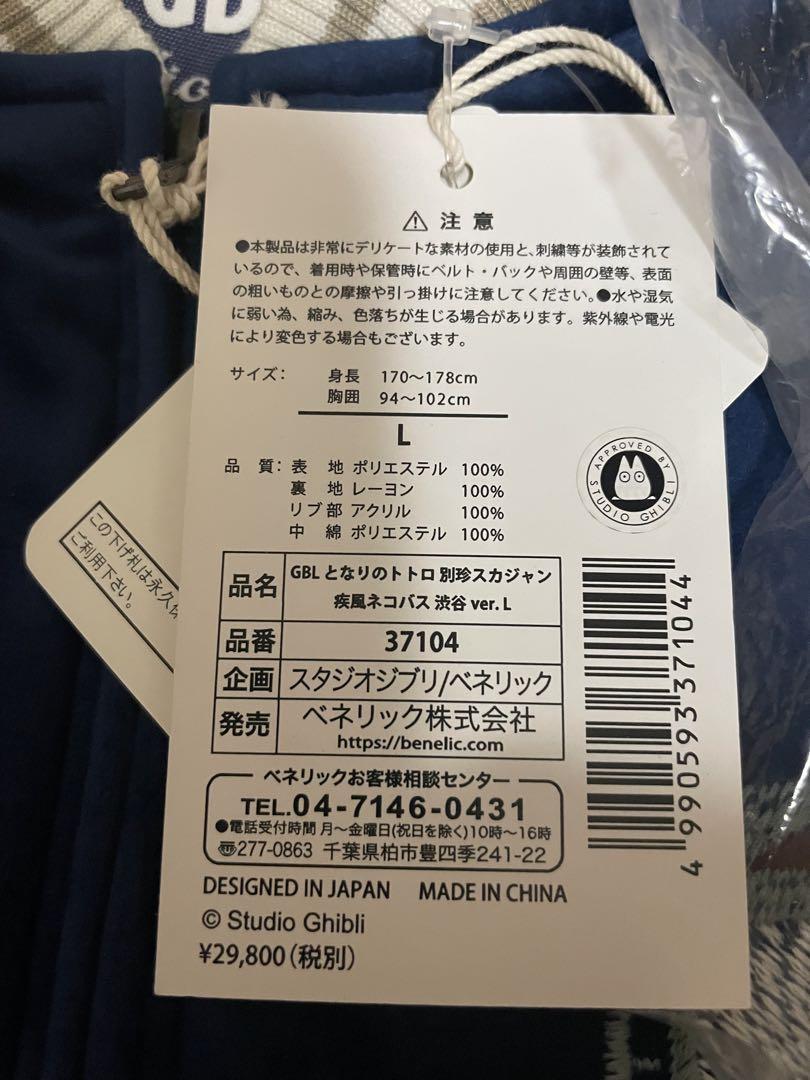 GD
⚠ 注意
●本製品は非常にデリケートな素材の使用と、刺繍等が装飾されて
いるので、着用時や保管時にベルト・バックや周囲の壁等、表面
の粗いものとの摩擦や引っ掛けに注意してください。●水や湿気
に弱い為、縮み、色落ちが生じる場合があります。紫外線や電光
により変色する場合もございます。
サイズ： 身長 170〜178cm
胸囲 94〜102cm
L
品質：表地 ポリエステル 100%
裏地 レーヨン 100%
リブ部 アクリル 100%
中綿 ポリエステル 100%
APPROVED BY
STUDIO GHIBLI
品名 GBL となりのトトロ 別珍スカジャン
疾風ネコバス 渋谷 ver. L
品番 37104
企画 スタジオジブリ/ベネリック
発売 ベネリック株式会社
https://benelic.com
4 990593 371044
ベネリックお客様相談センター
TEL.04-7146-0431
●電話受付時間 月〜金曜日(祝日を除く)10時〜16時
〠277-0863 千葉県柏市豊四季241-22
DESIGNED IN JAPAN MADE IN CHINA
© Studio Ghibli
¥29,800(税別)
この下げ札は永久保
ご利用下さい。